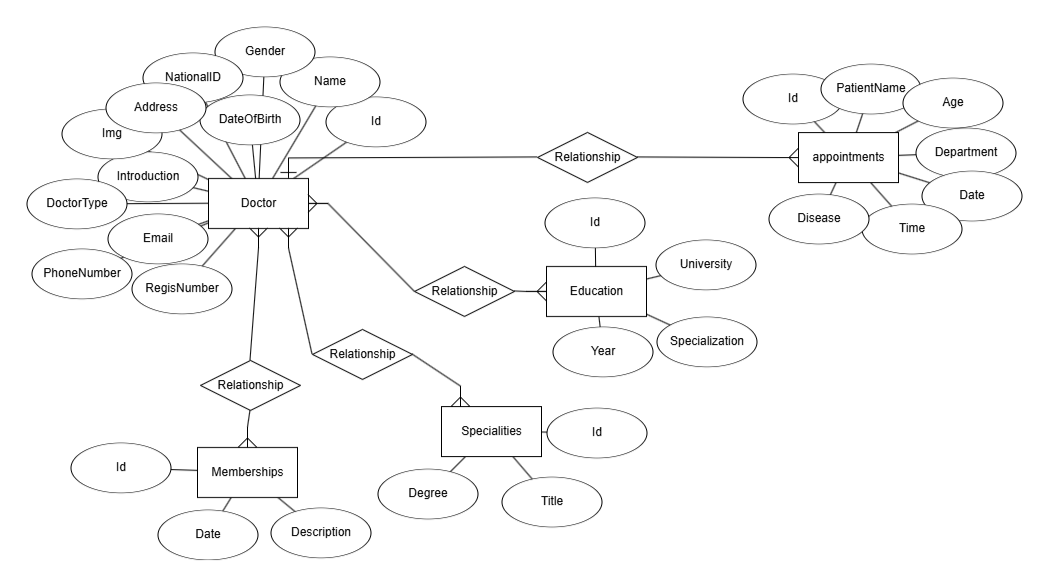 Gender
NationalID
Name
Address
DateOfBirth
Id
Img
Introduction
DoctorType
Doctor
Email
PhoneNumber
RegisNumber
Relationship
Id
PatientName
Age
appointments
Department
Date
Disease
Time
Id
Relationship
Education
University
Year
Specialization
Relationship
Relationship
Specialities
Id
Degree
Title
Id
Memberships
Date
Description